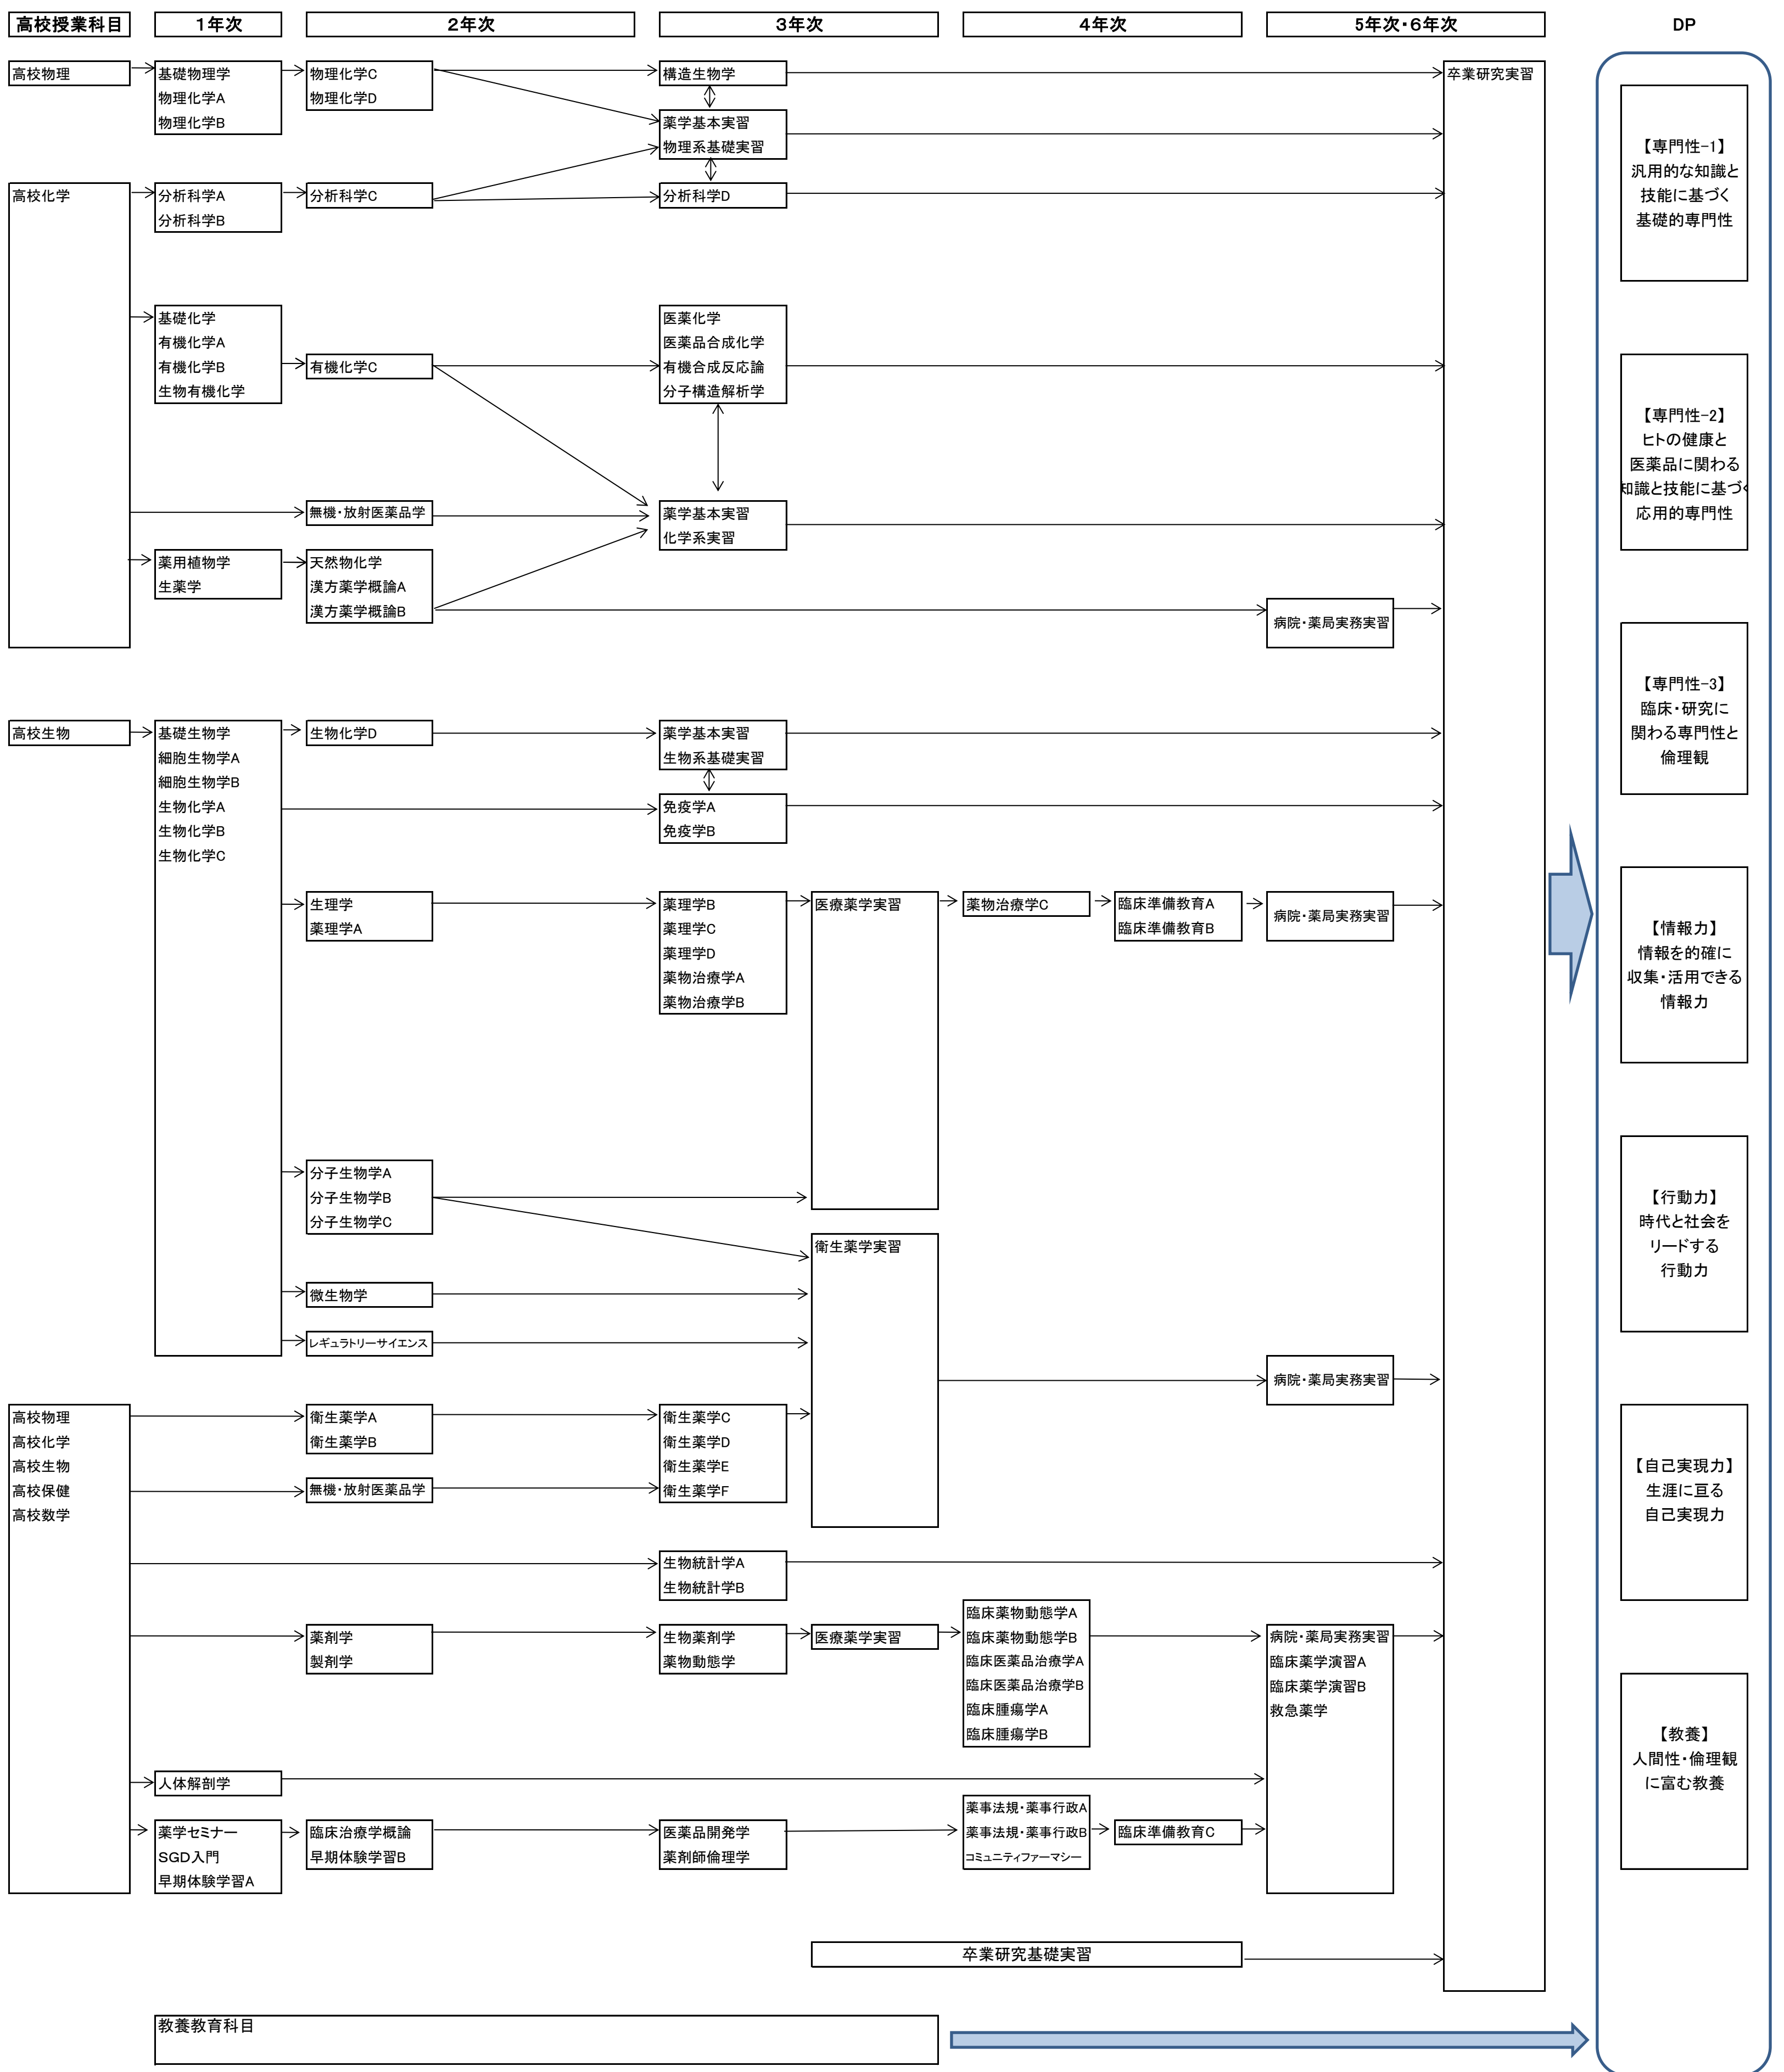 高校授業科目
1年次
2年次
3年次
4年次
5年次・6年次
DP
高校物理
基礎物理学
物理化学A
物理化学B
物理化学C
物理化学D
構造生物学
薬学基本実習
物理系基礎実習
卒業研究実習
高校化学
分析科学A
分析科学B
分析科学C
分析科学D
基礎化学
有機化学A
有機化学B
生物有機化学
有機化学C
医薬化学
医薬品合成化学
有機合成反応論
分子構造解析学
無機・放射医薬品学
薬学基本実習
化学系実習
薬用植物学
生薬学
天然物化学
漢方薬学概論A
漢方薬学概論B
病院・薬局実務実習
高校生物
基礎生物学
細胞生物学A
細胞生物学B
生物化学A
生物化学B
生物化学C
生物化学D
薬学基本実習
生物系基礎実習
免疫学A
免疫学B
生理学
薬理学A
薬理学B
薬理学C
薬理学D
薬物治療学A
薬物治療学B
医療薬学実習
薬物治療学C
臨床準備教育A
臨床準備教育B
病院・薬局実務実習
分子生物学A
分子生物学B
分子生物学C
衛生薬学実習
微生物学
レギュラトリーサイエンス
病院・薬局実務実習
高校物理
高校化学
高校生物
高校保健
高校数学
衛生薬学A
衛生薬学B
衛生薬学C
衛生薬学D
衛生薬学E
衛生薬学F
無機・放射医薬品学
生物統計学A
生物統計学B
薬剤学
製剤学
生物薬剤学
薬物動態学
医療薬学実習
臨床薬物動態学A
臨床薬物動態学B
臨床医薬品治療学A
臨床医薬品治療学B
臨床腫瘍学A
臨床腫瘍学B
病院・薬局実務実習
臨床薬学演習A
臨床薬学演習B
救急薬学
人体解剖学
薬学セミナー
SGD入門
早期体験学習A
臨床治療学概論
早期体験学習B
医薬品開発学
薬剤師倫理学
薬事法規・薬事行政A
薬事法規・薬事行政B
コミュニティファーマシー
臨床準備教育C
卒業研究基礎実習
教養教育科目
【専門性-1】
汎用的な知識と
技能に基づく
基礎的専門性
【専門性-2】
ヒトの健康と
医薬品に関わる
知識と技能に基づく
応用的専門性
【専門性-3】
臨床・研究に
関わる専門性と
倫理観
【情報力】
情報を的確に
収集・活用できる
情報力
【行動力】
時代と社会を
リードする
行動力
【自己実現力】
生涯に亘る
自己実現力
【教養】
人間性・倫理観
に富む教養